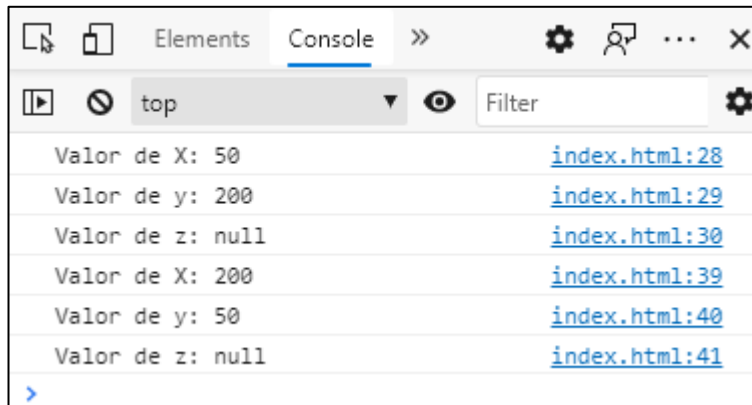 Elements Console »
top Filter
Valor de X: 50 index.html:28
Valor de y: 200 index.html:29
Valor de z: null index.html:30
Valor de X: 200 index.html:39
Valor de y: 50 index.html:40
Valor de z: null index.html:41
>